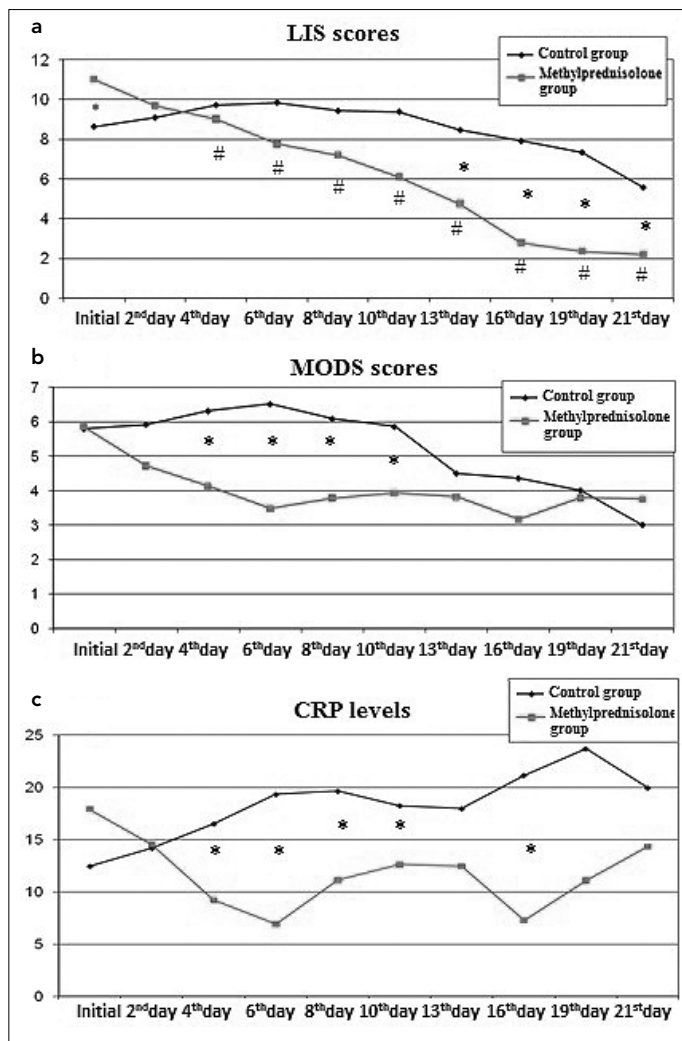 a
LIS scores
Control group
Methylprednisolone
group
12
10
8
6
4
2
0
*
# # # # # # # #
* * * *
Initial 2ⁿᵈday 4ᵗʰday 6ᵗʰday 8ᵗʰday 10ᵗʰday 13ᵗʰday 16ᵗʰday 19ᵗʰday 21ˢᵗday
b
MODS scores
Control group
Methylprednisolone
group
7
6
5
4
3
2
1
0
* * * *
Initial 2ⁿᵈday 4ᵗʰday 6ᵗʰday 8ᵗʰday 10ᵗʰday 13ᵗʰday 16ᵗʰday 19ᵗʰday 21ˢᵗday
c
CRP levels
Control group
Methylprednisolone
group
25
20
15
10
5
0
* * * * *
Initial 2ⁿᵈday 4ᵗʰday 6ᵗʰday 8ᵗʰday 10ᵗʰday 13ᵗʰday 16ᵗʰday 19ᵗʰday 21ˢᵗday